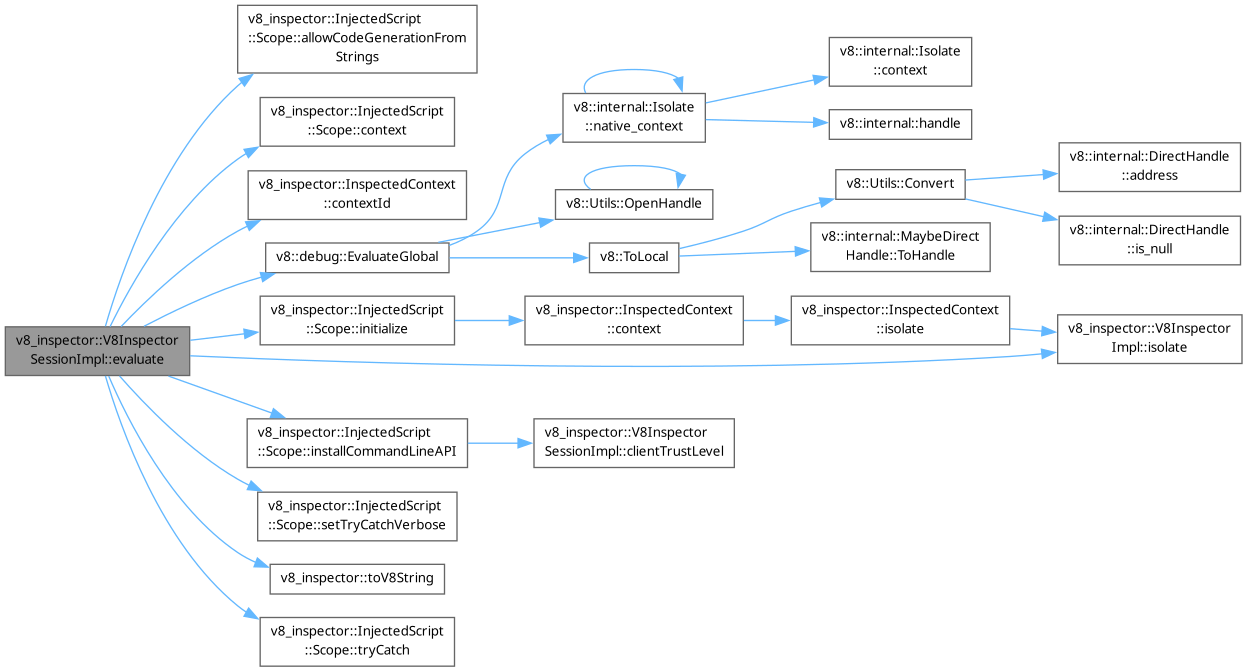 v8_inspector::V8Inspector
SessionImpl::evaluate
v8_inspector::InjectedScript
::Scope::allowCodeGenerationFrom
Strings
v8_inspector::InjectedScript
::Scope::context
v8_inspector::InspectedContext
::contextId
v8::debug::EvaluateGlobal
v8_inspector::InjectedScript
::Scope::initialize
v8_inspector::InjectedScript
::Scope::installCommandLineAPI
v8_inspector::InjectedScript
::Scope::setTryCatchVerbose
v8_inspector::toV8String
v8_inspector::InjectedScript
::Scope::tryCatch
v8::internal::Isolate
::native_context
v8::Utils::OpenHandle
v8::ToLocal
v8_inspector::InspectedContext
::context
v8_inspector::V8Inspector
SessionImpl::clientTrustLevel
v8::internal::Isolate
::context
v8::internal::handle
v8::Utils::Convert
v8::internal::MaybeDirect
Handle::ToHandle
v8_inspector::InspectedContext
::isolate
v8::internal::DirectHandle
::address
v8::internal::DirectHandle
::is_null
v8_inspector::V8Inspector
Impl::isolate